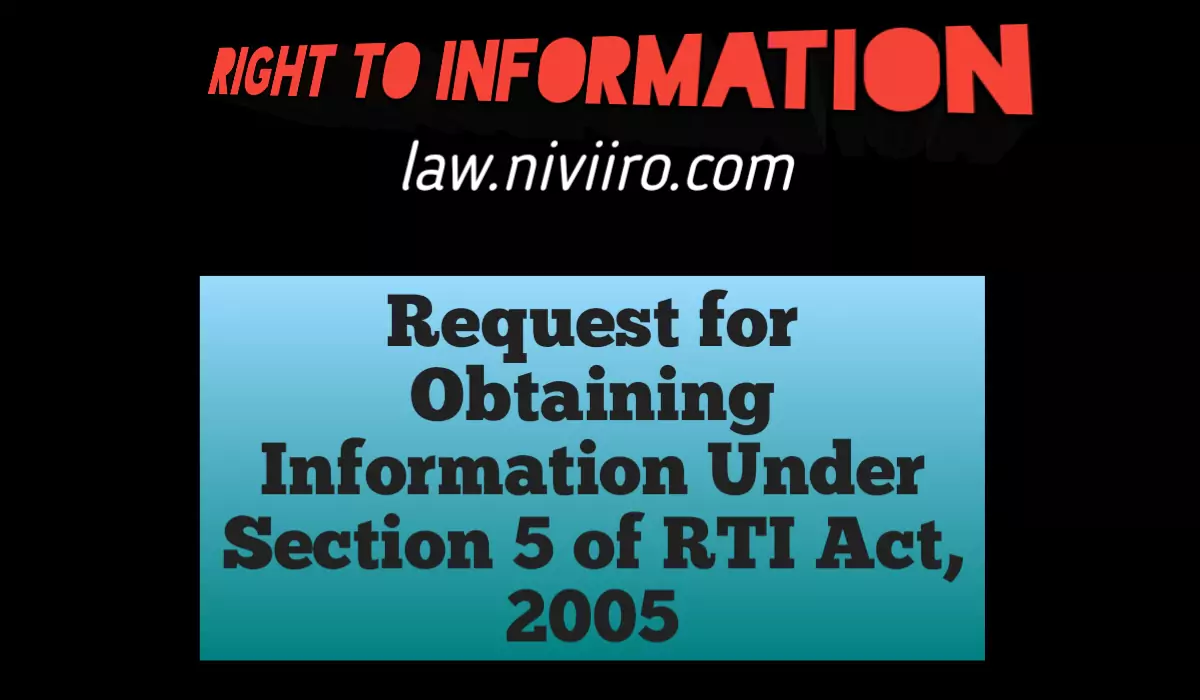 RIGHT TO INFORMATION
law.niviiro.com
Request for
Obtaining
Information Under
Section 5 of RTI Act,
2005